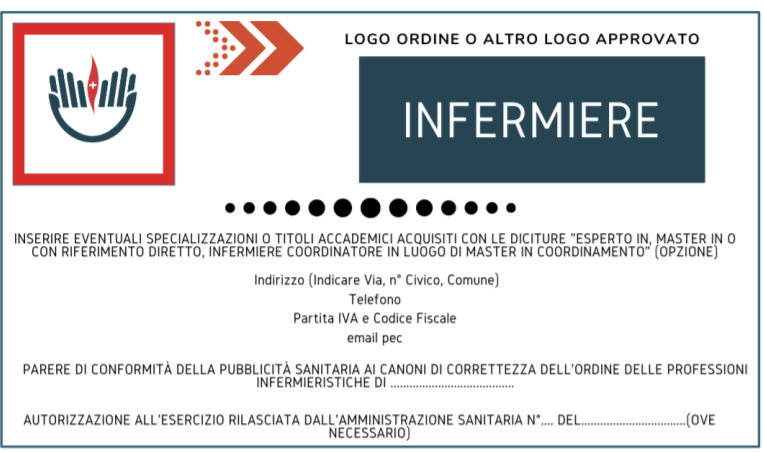 LOGO ORDINE O ALTRO LOGO APPROVATO
INFERMIERE
INSERIRE EVENTUALI SPECIALIZZAZIONI O TITOLI ACCADEMICI ACQUISITI CON LE DICITURE "ESPERTO IN, MASTER IN O
CON RIFERIMENTO DIRETTO, INFERMIERE COORDINATORE IN LUOGO DI MASTER IN COORDINAMENTO" (OPZIONE)
Indirizzo (Indicare Via, n° Civico, Comune)
Telefono
Partita IVA e Codice Fiscale
email pec
PARERE DI CONFORMITÀ DELLA PUBBLICITÀ SANITARIA AI CANONI DI CORRETTEZZA DELL'ORDINE DELLE PROFESSIONI
INFERMIERISTICHE DI .......................................
AUTORIZZAZIONE ALL'ESERCIZIO RILASCIATA DALL'AMMINISTRAZIONE SANITARIA N°.... DEL.................................(OVE
NECESSARIO)